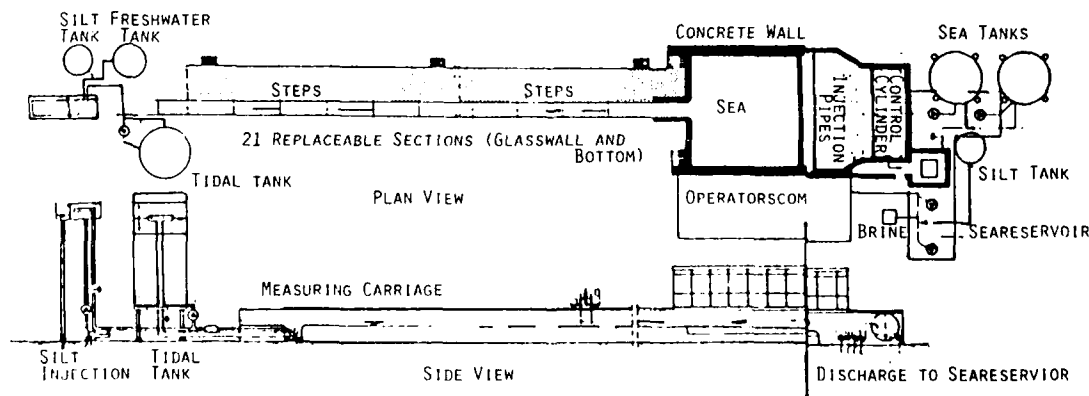 SILT FRESHWATER
TANK TANK
CONCRETE WALL
SEA TANKS
STEPS
STEPS
SEA
INJECTION
PIPES
CONTROL
CYLINDER
21 REPLACEABLE SECTIONS (GLASSWALL AND
BOTTOM)
TIDAL TANK
PLAN VIEW
OPERATORSCOM
SILT TANK
BRINE
SEARESERVOIR
MEASURING CARRIAGE
SILT
INJECTION
TIDAL
TANK
SIDE VIEW
DISCHARGE TO SEARESERVIOR